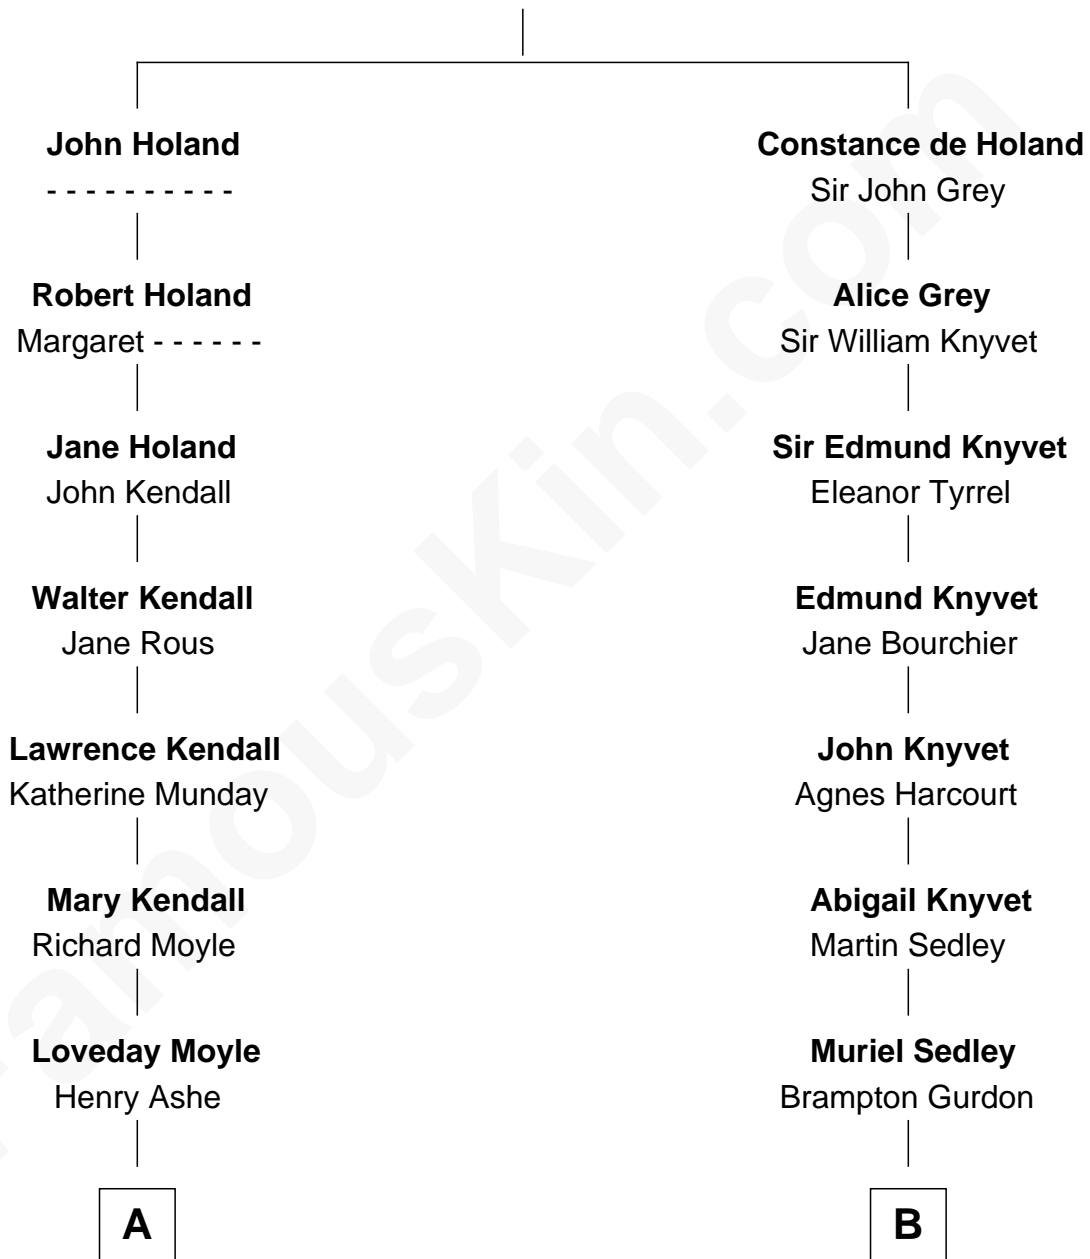 John Holand
- - - - - - - - - -
Constance de Holand
Sir John Grey
Robert Holand
Margaret - - - - - -
Alice Grey
Sir William Knyvet
Jane Holand
John Kendall
Sir Edmund Knyvet
Eleanor Tyrrel
Walter Kendall
Jane Rous
Edmund Knyvet
Jane Bourchier
Lawrence Kendall
Katherine Munday
John Knyvet
Agnes Harcourt
Mary Kendall
Richard Moyle
Abigail Knyvet
Martin Sedley
Loveday Moyle
Henry Ashe
Muriel Sedley
Brampton Gurdon
A
B
FamousKin.com